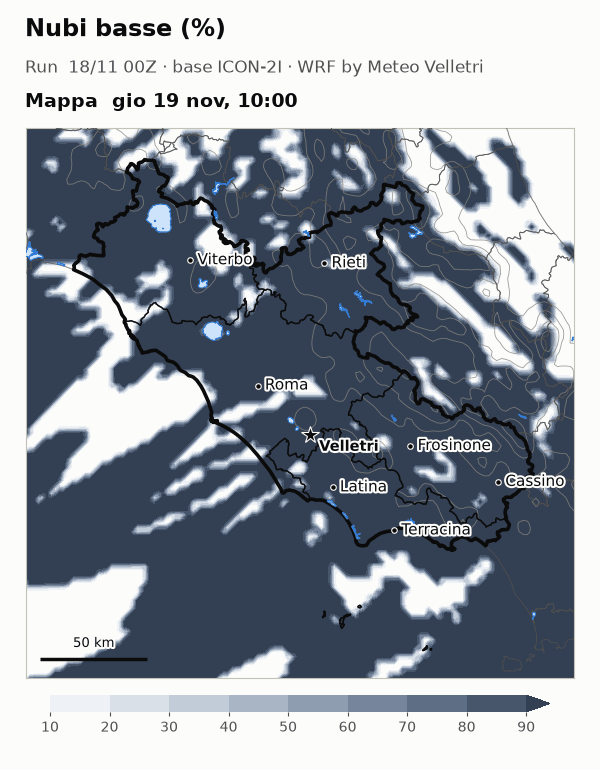 Nubi basse (%)
Run 18/11 00Z · base ICON-2I · WRF by Meteo Velletri
Mappa gio 19 nov, 10:00
Viterbo
Rieti
Roma
Velletri
Frosinone
Latina
Cassino
Terracina
50 km
10 20 30 40 50 60 70 80 90